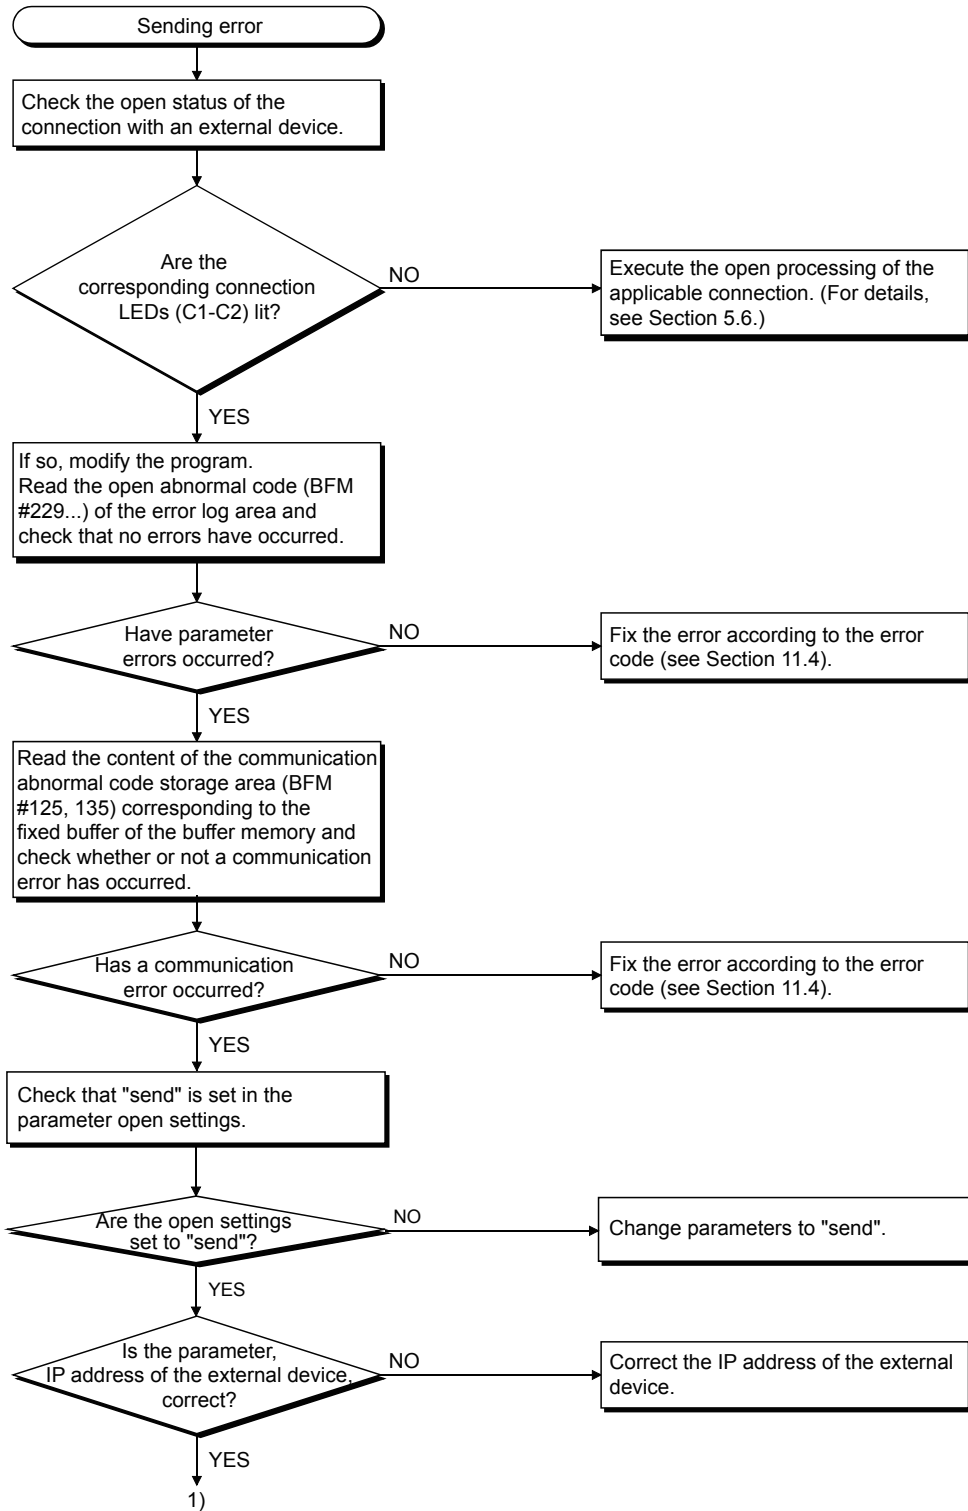 Sending error
Check the open status of the
connection with an external device.
Are the
corresponding connection
LEDs (C1-C2) lit?
NO
Execute the open processing of the
applicable connection. (For details,
see Section 5.6.)
YES
If so, modify the program.
Read the open abnormal code (BFM
#229...) of the error log area and
check that no errors have occurred.
Have parameter
errors occurred?
NO
Fix the error according to the error
code (see Section 11.4).
YES
Read the content of the communication
abnormal code storage area (BFM
#125, 135) corresponding to the
fixed buffer of the buffer memory and
check whether or not a communication
error has occurred.
Has a communication
error occurred?
NO
Fix the error according to the error
code (see Section 11.4).
YES
Check that "send" is set in the
parameter open settings.
Are the open settings
set to "send"?
NO
Change parameters to "send".
YES
Is the parameter,
IP address of the external device,
correct?
NO
Correct the IP address of the external
device.
YES
1)